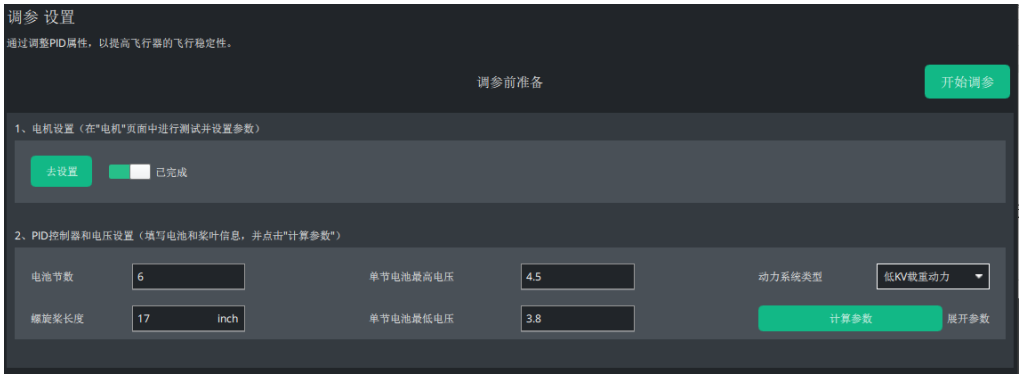 调参 设置
通过调整PID属性，以提高飞行器的飞行稳定性。
调参前准备
开始调参
1、电机设置（在"电机"页面中进行测试并设置参数）
去设置 已完成
2、PID控制器和电压设置（填写电池和桨叶信息，并点击"计算参数"）
电池节数 6 单节电池最高电压 4.5 动力系统类型 低KV载重动力
螺旋桨长度 17 inch 单节电池最低电压 3.8 计算参数 展开参数